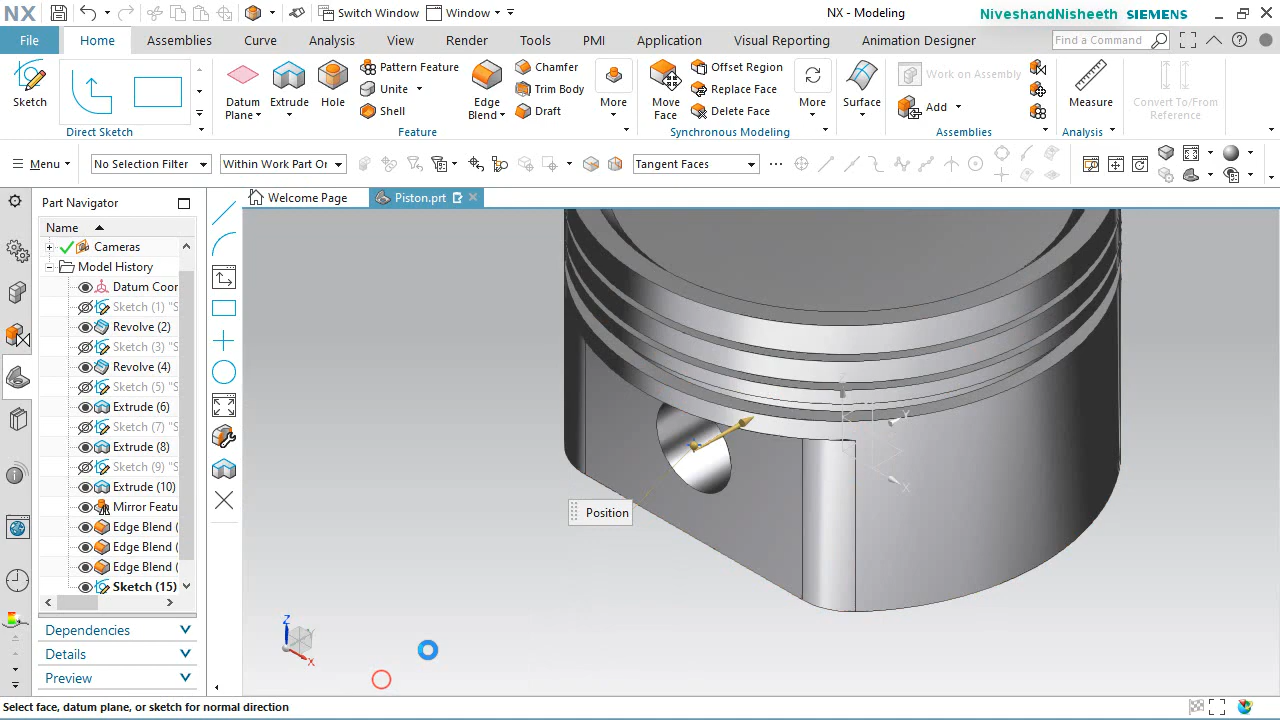 NX Switch Window Window NX - Modeling NiveshandNisheeth SIEMENS
File Home Assemblies Curve Analysis View Render Tools PMI Application Visual Reporting Animation Designer Find a Command
Sketch
Direct Sketch
Datum Plane
Extrude
Hole
Pattern Feature
Unite
Shell
Edge Blend
Chamfer
Trim Body
Draft
More
Feature
Move Face
Offset Region
Replace Face
Delete Face
More
Synchronous Modeling
Surface
Work on Assembly
Add
Assemblies
Measure
Analysis
Convert To/From Reference
Menu No Selection Filter Within Work Part Or Tangent Faces
Part Navigator
Welcome Page Piston.prt
Name
Cameras
Model History
Datum Coor
Sketch (1) "S
Revolve (2)
Sketch (3) "S
Revolve (4)
Sketch (5) "S
Extrude (6)
Sketch (7) "S
Extrude (8)
Sketch (9) "S
Extrude (10)
Mirror Featu
Edge Blend (
Edge Blend (
Edge Blend (
Sketch (15)
Dependencies
Details
Preview
Position
Z
Y
X
Y
X
Select face, datum plane, or sketch for normal direction